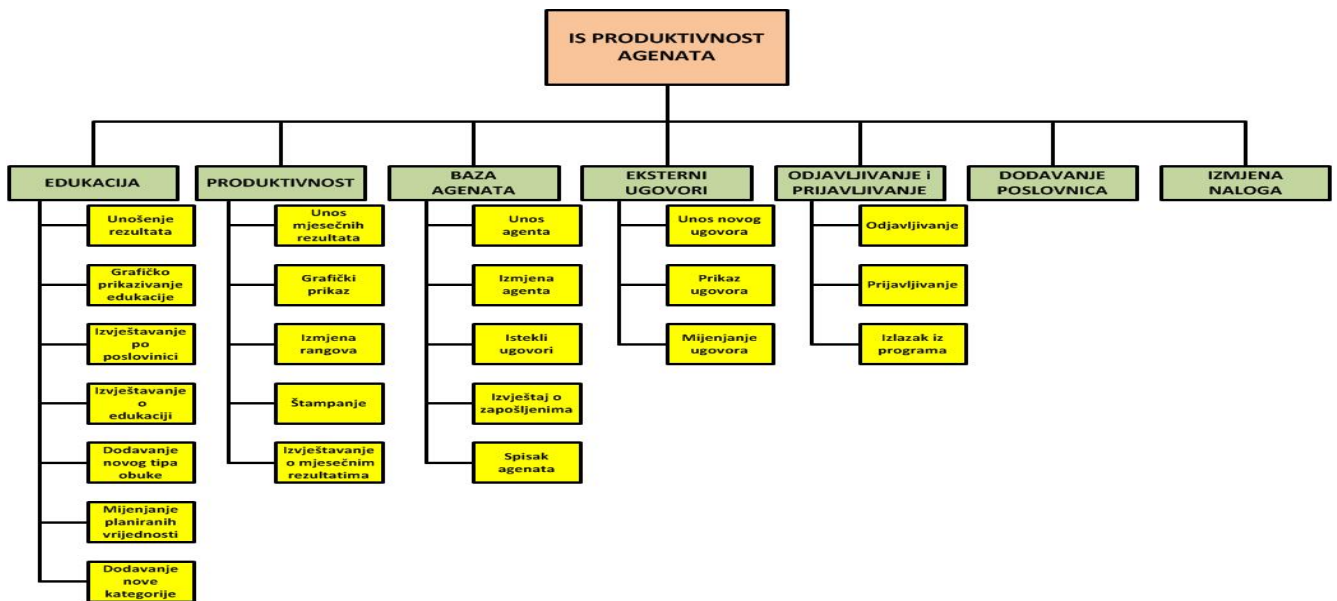 IS PRODUKTIVNOST
AGENATA
EDUKACIJA
PRODUKTIVNOST
BAZA
AGENATA
EKSTERNI
UGOVORI
ODJAVLJIVANJE i
PRIJAVLJIVANJE
DODAVANJE
POSLOVNICA
IZMJENA
NALOGA
Unošenje
rezultata
Grafičko
prikazivanje
edukacije
Izvještavanje
po
poslovinici
Izvještavanje
o
edukaciji
Dodavanje
novog tipa
obuke
Mijenjanje
planiranih
vrijednosti
Dodavanje
nove
kategorije
Unos
mjesečnih
rezultata
Grafički
prikaz
Izmjena
rangova
Štampanje
Izvještavanje
o mjesečnim
rezultatima
Unos
agenta
Izmjena
agenta
Istekli
ugovori
Izvještaj o
zapošljenima
Spisak
agenata
Unos novog
ugovora
Prikaz
ugovora
Mijenjanje
ugovora
Odjavljivanje
Prijavljivanje
Izlazak iz
programa